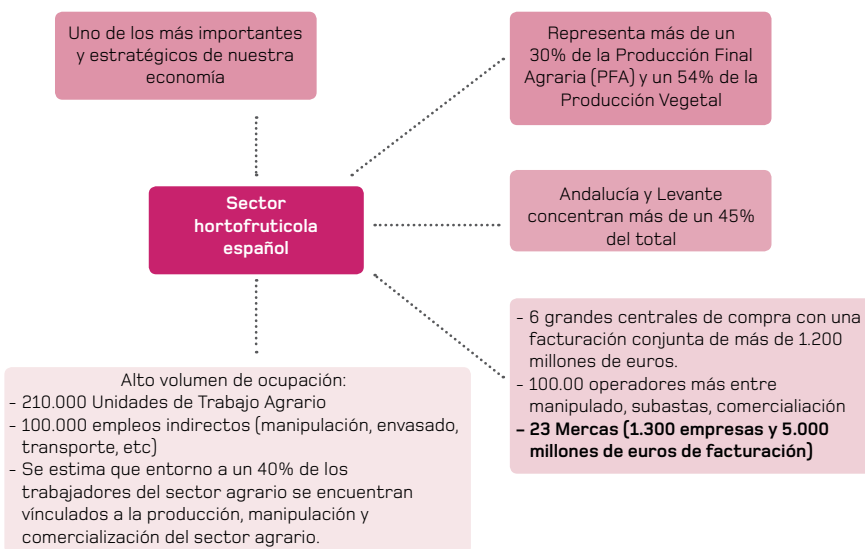 Uno de los más importantes
y estratégicos de nuestra
economía
Representa más de un
30% de la Producción Final
Agraria (PFA) y un 54% de la
Producción Vegetal
Sector
hortofruticola
español
Andalucía y Levante
concentran más de un 45%
del total
- 6 grandes centrales de compra con una
facturación conjunta de más de 1.200
millones de euros.
- 100.00 operadores más entre
manipulado, subastas, comercialiación
- 23 Mercas (1.300 empresas y 5.000
millones de euros de facturación)
Alto volumen de ocupación:
- 210.000 Unidades de Trabajo Agrario
- 100.000 empleos indirectos (manipulación, envasado,
transporte, etc)
- Se estima que entorno a un 40% de los
trabajadores del sector agrario se encuentran
vínculados a la producción, manipulación y
comercialización del sector agrario.